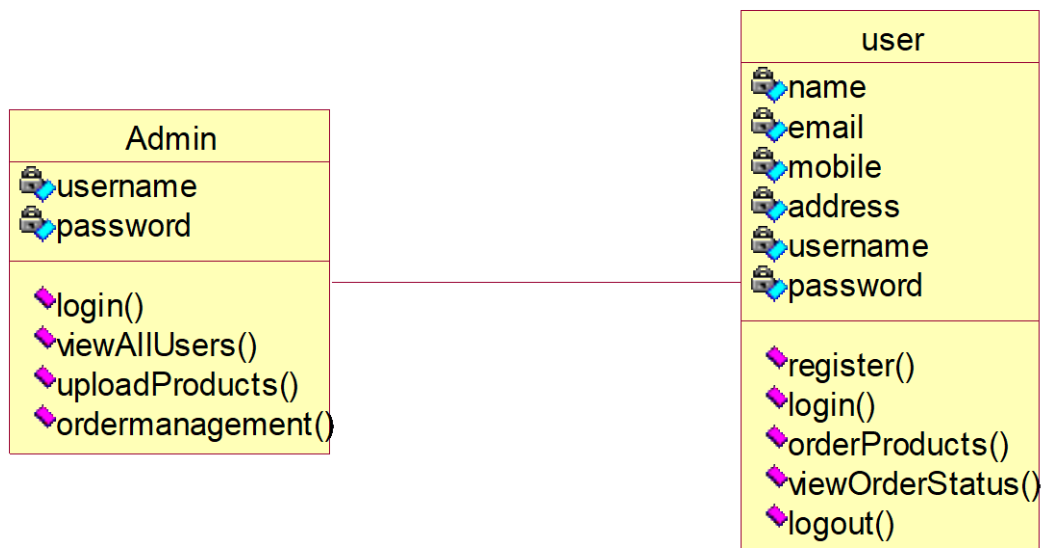 Admin
username
password
login()
viewAllUsers()
uploadProducts()
ordermanagement()
user
name
email
mobile
address
username
password
register()
login()
orderProducts()
viewOrderStatus()
logout()